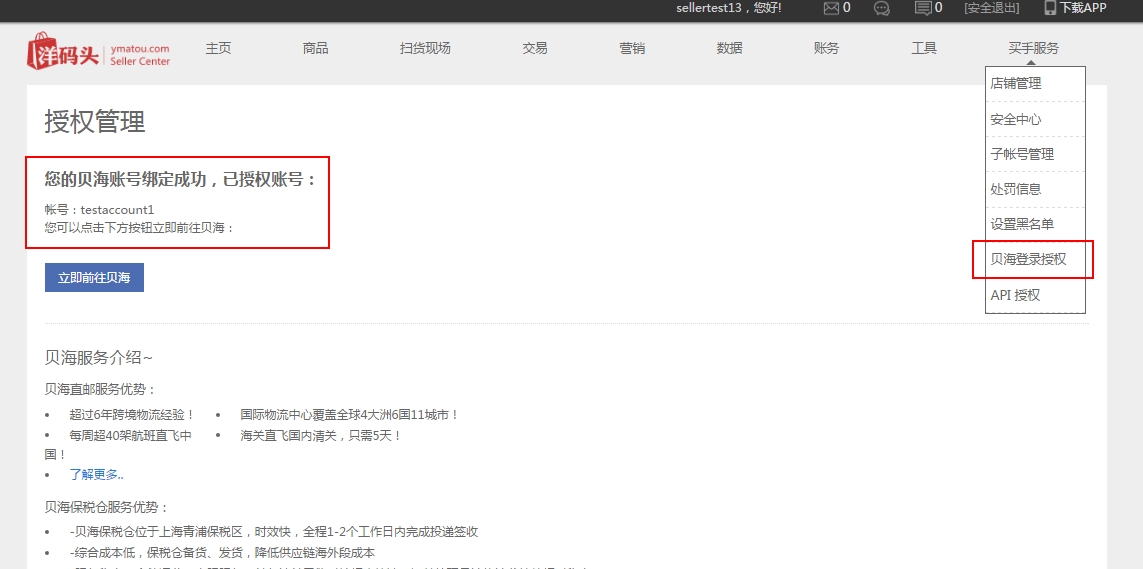 sellertest13，您好! 0 0 [安全退出] 下载APP
洋码头 ymatou.com
Seller Center
主页 商品 扫货现场 交易 营销 数据 账务 工具 买手服务
店铺管理
安全中心
子帐号管理
处罚信息
设置黑名单
贝海登录授权
API 授权
授权管理
您的贝海账号绑定成功，已授权账号：
帐号：testaccount1
您可以点击下方按钮立即前往贝海：
立即前往贝海
贝海服务介绍~
贝海直邮服务优势：
• 超过6年跨境物流经验！ • 国际物流中心覆盖全球4大洲6国11城市！
• 每周超40架航班直飞中 • 海关直飞国内清关，只需5天！
国！
• 了解更多..
贝海保税仓服务优势：
• -贝海保税仓位于上海青浦保税区，时效快，全程1-2个工作日内完成投递签收
• -综合成本低，保税仓备货、发货，降低供应链海外段成本